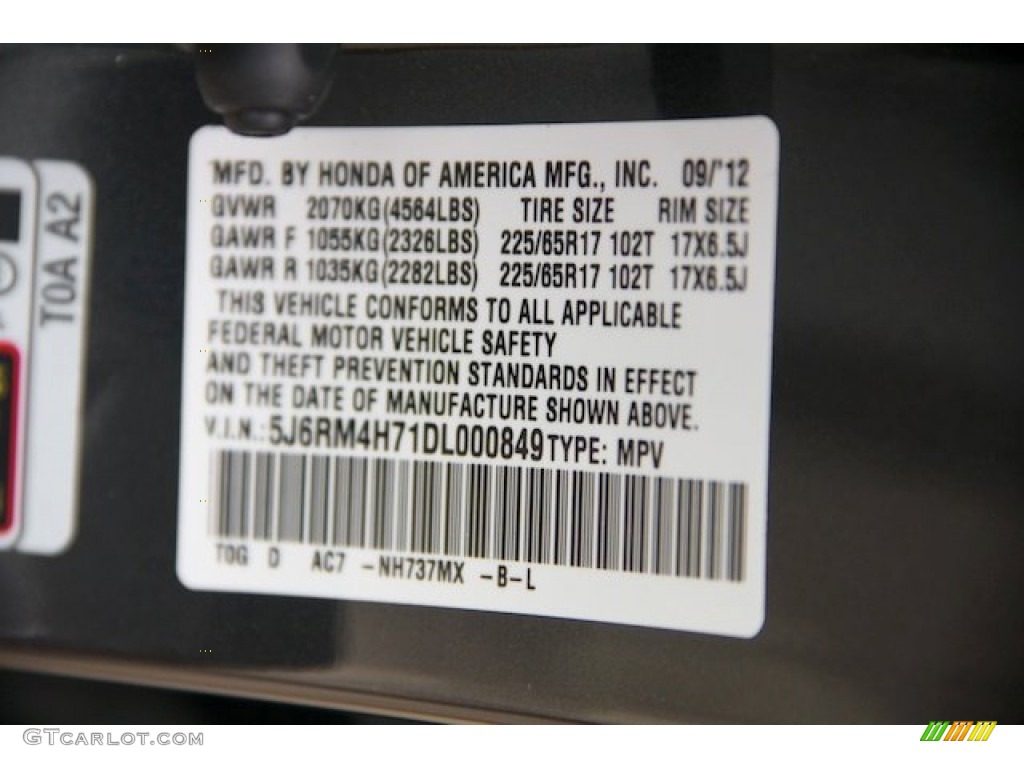 MFD. BY HONDA OF AMERICA MFG., INC. 09/'12
GVWR 2070KG(4564LBS) TIRE SIZE RIM SIZE
GAWR F 1055KG(2326LBS) 225/65R17 102T 17X6.5J
GAWR R 1035KG(2282LBS) 225/65R17 102T 17X6.5J
THIS VEHICLE CONFORMS TO ALL APPLICABLE
FEDERAL MOTOR VEHICLE SAFETY
AND THEFT PREVENTION STANDARDS IN EFFECT
ON THE DATE OF MANUFACTURE SHOWN ABOVE.
V.I.N.: 5J6RM4H71DL000849 TYPE: MPV
T0G D AC7 -NH737MX -B-L
T0A A2
GTCARLOT.COM